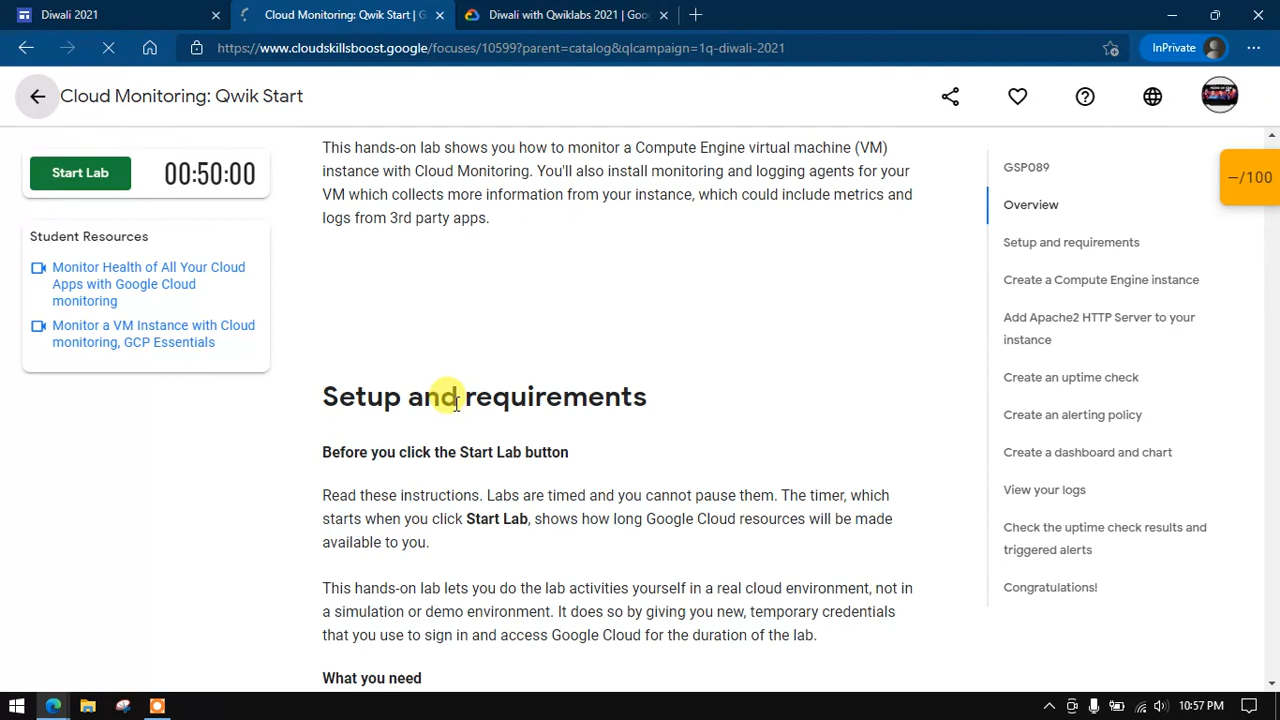 Diwali 2021
Cloud Monitoring: Qwik Start | G
Diwali with Qwiklabs 2021 | Goo
https://www.cloudskillsboost.google/focuses/10599?parent=catalog&qlcampaign=1q-diwali-2021
InPrivate
Cloud Monitoring: Qwik Start
Start Lab
00:50:00
Student Resources
Monitor Health of All Your Cloud
Apps with Google Cloud
monitoring
Monitor a VM Instance with Cloud
monitoring, GCP Essentials
This hands-on lab shows you how to monitor a Compute Engine virtual machine (VM)
instance with Cloud Monitoring. You'll also install monitoring and logging agents for your
VM which collects more information from your instance, which could include metrics and
logs from 3rd party apps.
Setup and requirements
Before you click the Start Lab button
Read these instructions. Labs are timed and you cannot pause them. The timer, which
starts when you click Start Lab, shows how long Google Cloud resources will be made
available to you.
This hands-on lab lets you do the lab activities yourself in a real cloud environment, not in
a simulation or demo environment. It does so by giving you new, temporary credentials
that you use to sign in and access Google Cloud for the duration of the lab.
What you need
GSP089
Overview
Setup and requirements
Create a Compute Engine instance
Add Apache2 HTTP Server to your
instance
Create an uptime check
Create an alerting policy
Create a dashboard and chart
View your logs
Check the uptime check results and
triggered alerts
Congratulations!
–/100
10:57 PM